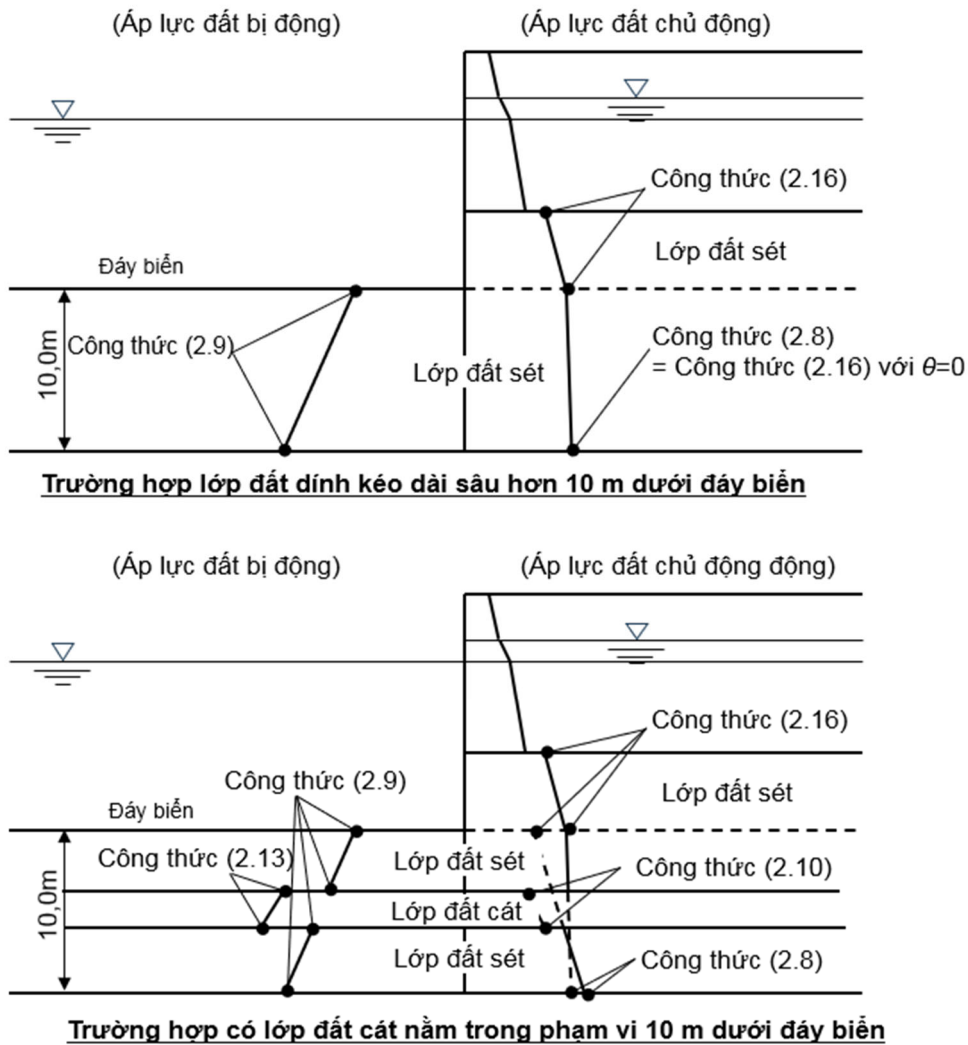 (Áp lực đất bị động)
(Áp lực đất chủ động)
Công thức (2.16)
Lớp đất sét
Đáy biển
Công thức (2.9)
10,0m
Lớp đất sét
Công thức (2.8)
= Công thức (2.16) với θ=0
Trường hợp lớp đất dính kéo dài sâu hơn 10 m dưới đáy biển
(Áp lực đất bị động)
(Áp lực đất chủ động động)
Công thức (2.16)
Công thức (2.9)
Lớp đất sét
Đáy biển
Công thức (2.13)
Lớp đất sét
Công thức (2.10)
10,0m
Lớp đất cát
Lớp đất sét
Công thức (2.8)
Trường hợp có lớp đất cát nằm trong phạm vi 10 m dưới đáy biển